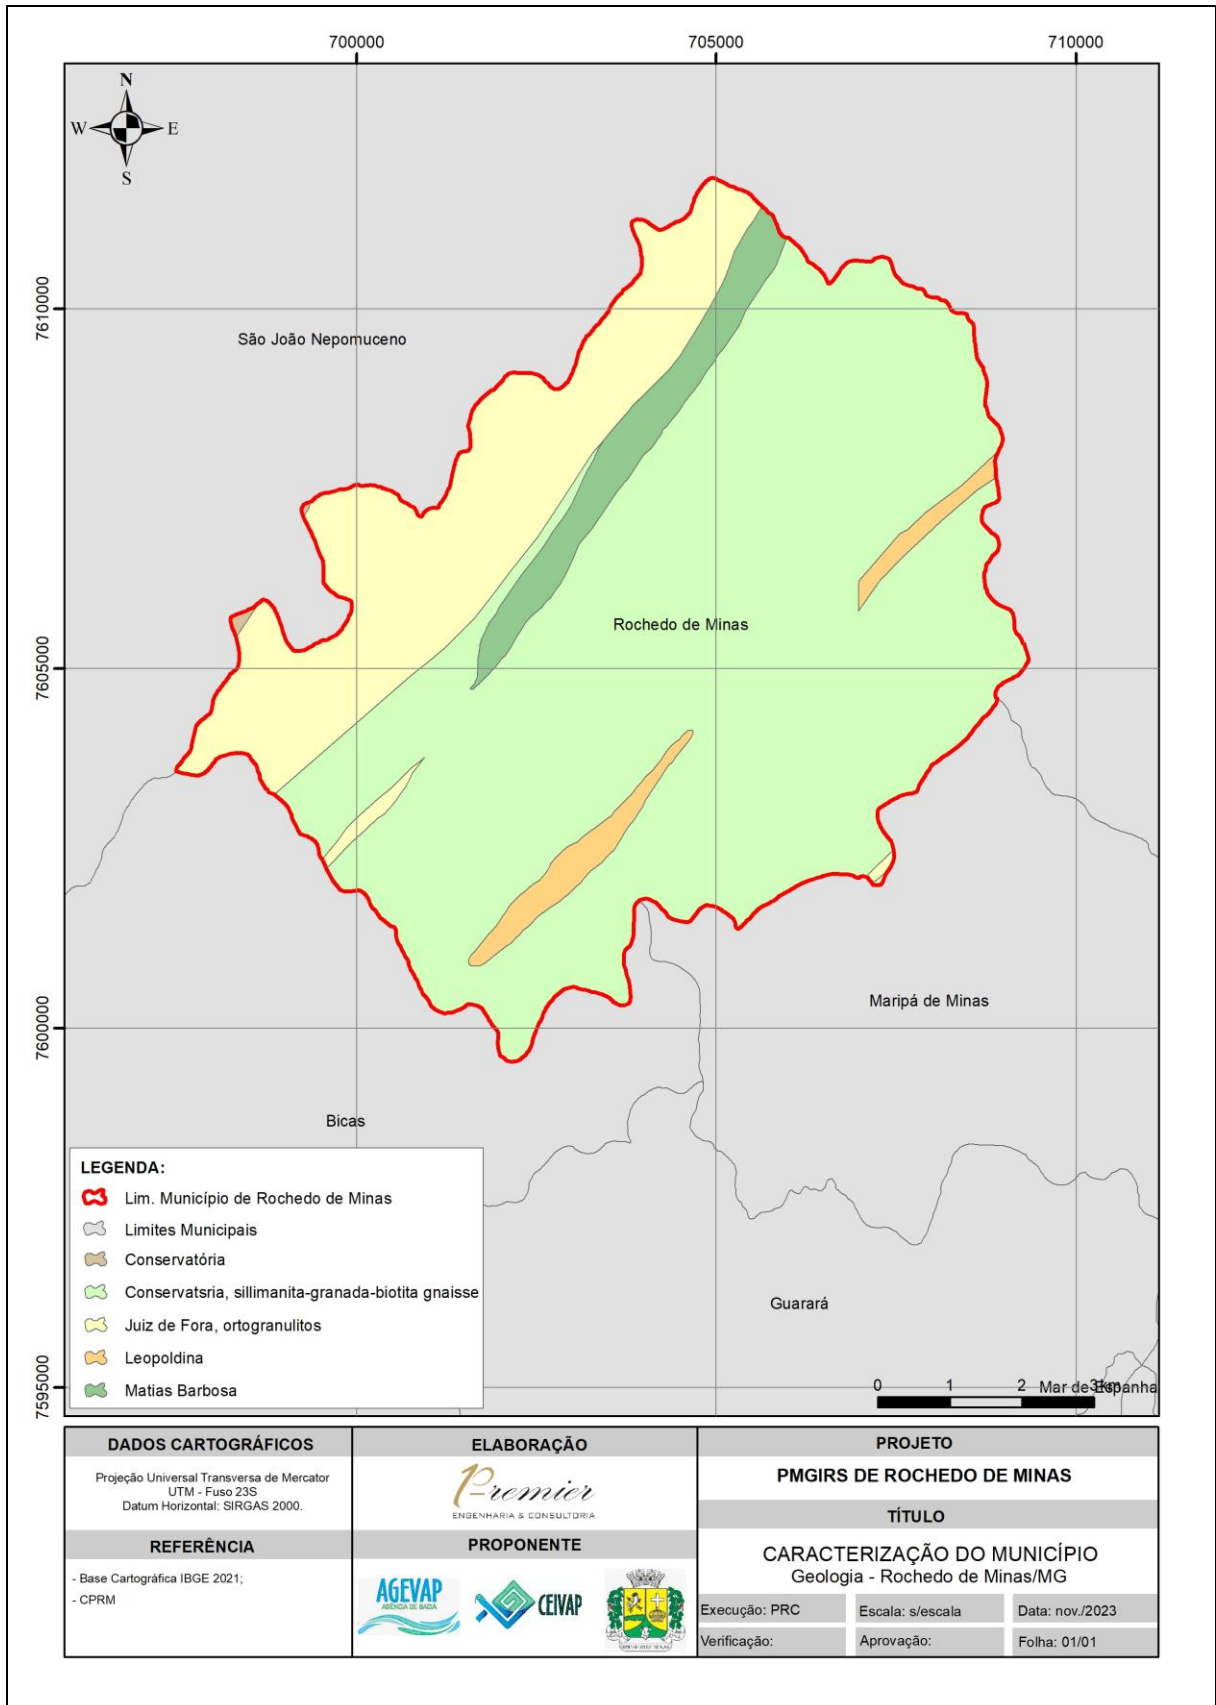 700000
705000
710000
N
W
E
S
7610000
São João Nepomuceno
Rochedo de Minas
7605000
Maripá de Minas
7600000
Bicas
Guarará
7595000
LEGENDA:
Lim. Município de Rochedo de Minas
Limites Municipais
Conservatória
Conservatsria, sillimanita-granada-biotita gnaisse
Juiz de Fora, ortogranulitos
Leopoldina
Matias Barbosa
0 1 2 3 km
Mar de Espanha
DADOS CARTOGRÁFICOS
Projeção Universal Transversa de Mercator
UTM - Fuso 23S
Datum Horizontal: SIRGAS 2000.
REFERÊNCIA
- Base Cartográfica IBGE 2021;
- CPRM
ELABORAÇÃO
Premier
ENGENHARIA & CONSULTORIA
PROPONENTE
AGEVAP
AGÊNCIA DE BACIA
CEIVAP
PROJETO
PMGIRS DE ROCHEDO DE MINAS
TÍTULO
CARACTERIZAÇÃO DO MUNICÍPIO
Geologia - Rochedo de Minas/MG
Execução: PRC
Escala: s/escala
Data: nov./2023
Verificação:
Aprovação:
Folha: 01/01